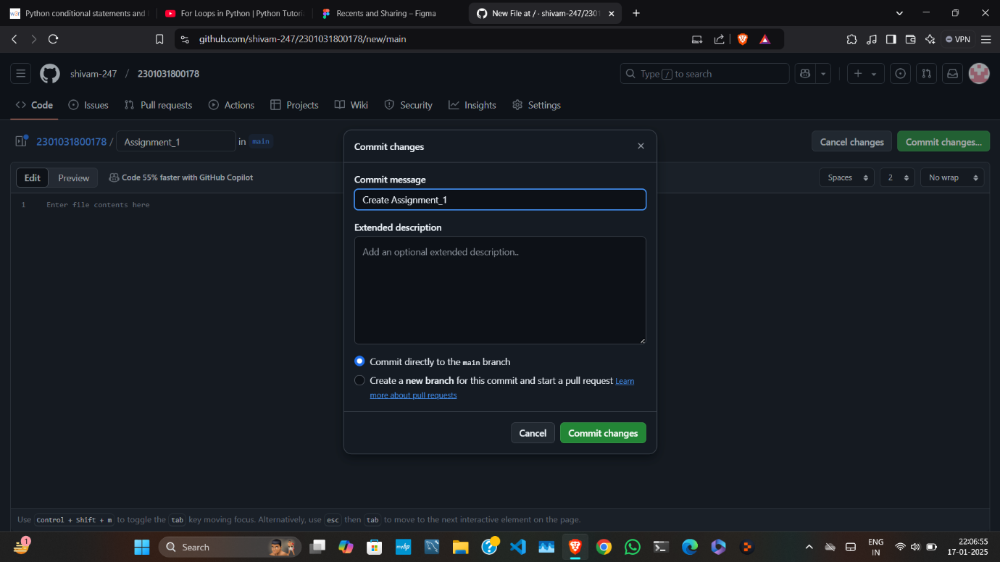 Python conditional statements and
For Loops in Python | Python Tutori
Recents and Sharing – Figma
New File at / · shivam-247/2301
github.com/shivam-247/2301031800178/new/main
VPN
shivam-247 / 2301031800178
Type / to search
Code
Issues
Pull requests
Actions
Projects
Wiki
Security
Insights
Settings
2301031800178 / Assignment_1 in main
Cancel changes
Commit changes...
Edit
Preview
Code 55% faster with GitHub Copilot
Spaces
2
No wrap
1 Enter file contents here
Commit changes
Commit message
Create Assignment_1
Extended description
Add an optional extended description..
Commit directly to the main branch
Create a new branch for this commit and start a pull request Learn
more about pull requests
Cancel
Commit changes
Use Control + Shift + m to toggle the tab key moving focus. Alternatively, use esc then tab to move to the next interactive element on the page.
1
Search
ENG
IN
22:06:55
17-01-2025